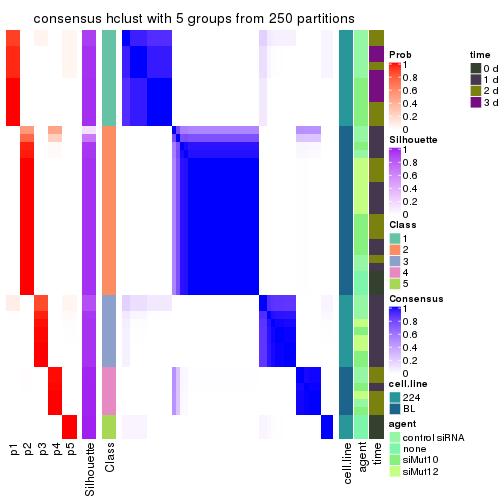 consensus hclust with 5 groups from 250 partitions
Prob
1
0.8
0.6
0.4
0.2
0
Silhouette
1
0.8
0.6
0.4
0.2
0
Class
1
2
3
4
5
Consensus
1
0.8
0.6
0.4
0.2
0
cell.line
224
BL
agent
control siRNA
none
siMut10
siMut12
time
0 d
1 d
2 d
3 d
p1
p2
p3
p4
p5
Silhouette
Class
cell.line
agent
time